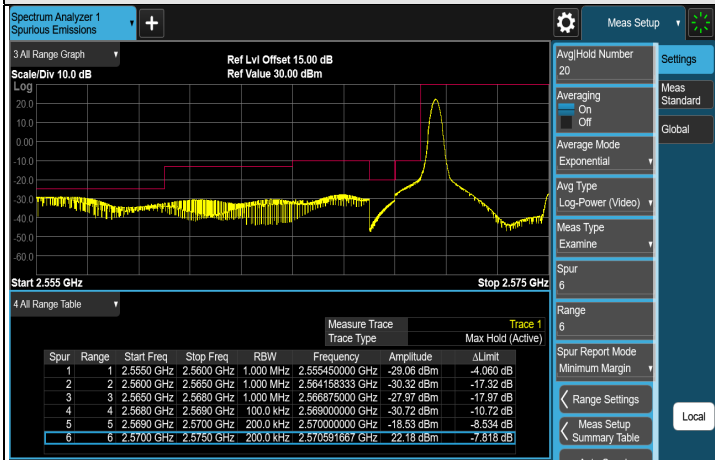 Spectrum Analyzer 1
Spurious Emissions
+
Meas Setup
3 All Range Graph
Scale/Div 10.0 dB
Ref Lvl Offset 15.00 dB
Ref Value 30.00 dBm
Log
20.0
10.0
0.00
-10.0
-20.0
-30.0
-40.0
-50.0
-60.0
Start 2.555 GHz
Stop 2.575 GHz
4 All Range Table
Measure Trace Trace 1
Trace Type Max Hold (Active)
Spur Range Start Freq Stop Freq RBW Frequency Amplitude ΔLimit
1 1 2.5550 GHz 2.5600 GHz 1.000 MHz 2.555450000 GHz -29.06 dBm -4.060 dB
2 2 2.5600 GHz 2.5650 GHz 1.000 MHz 2.564158333 GHz -30.32 dBm -17.32 dB
3 3 2.5650 GHz 2.5680 GHz 1.000 MHz 2.566875000 GHz -27.97 dBm -17.97 dB
4 4 2.5680 GHz 2.5690 GHz 100.0 kHz 2.569000000 GHz -30.72 dBm -10.72 dB
5 5 2.5690 GHz 2.5700 GHz 200.0 kHz 2.570000000 GHz -18.53 dBm -8.534 dB
6 6 2.5700 GHz 2.5750 GHz 200.0 kHz 2.570591667 GHz 22.18 dBm -7.818 dB
Avg|Hold Number
20
Averaging
On
Off
Average Mode
Exponential
Avg Type
Log-Power (Video)
Meas Type
Examine
Spur
6
Range
6
Spur Report Mode
Minimum Margin
Range Settings
Meas Setup
Summary Table
Settings
Meas
Standard
Global
Local